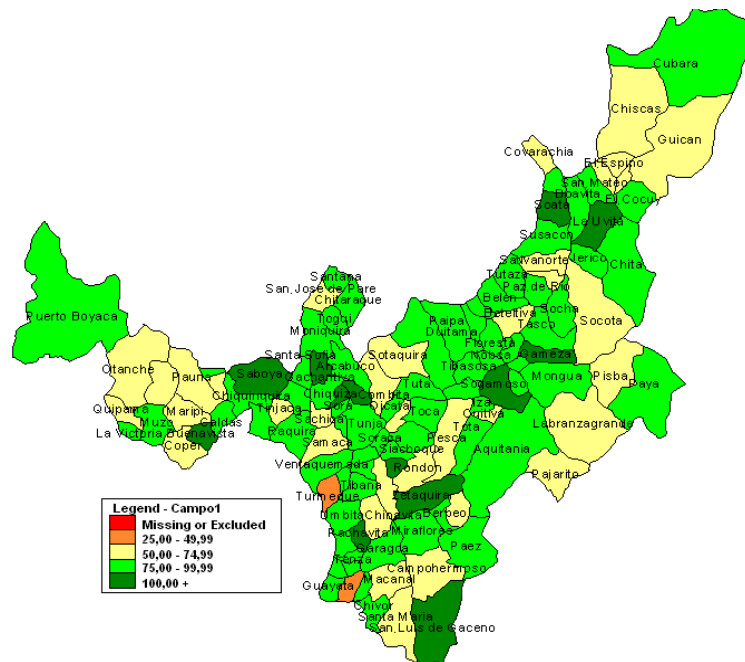 Cubara
Chiscas
Guican
Covarachia
El Espino
San Mateo
Boavita
El Cocuy
Soata
La Uvita
Susacon
Jerico
Chita
Tutaza
Paz de Rio
Belen
Santana
San Jose de Pare
Chitaraque
Togui
Moniquira
Puerto Boyaca
Socha
Socota
Tasco
Paipa
Duitama
Floresta
Nobsa
Gameza
Santa Sofia
Arcabuco
Sotaquira
Tibasosa
Mongua
Pisba
Paya
Otanche
Pauna
Saboya
Gachantiva
Tuta
Sogamoso
Chiquinquira
Chiquiza
Combita
Oicata
Toca
Iza
Cuitiva
Quipama
Maripi
Tinjaca
Sora
Tunja
Tota
Labranzagrande
Muzo
Caldas
Sachica
La Victoria
Buenavista
Raquira
Samaca
Soraca
Siachoque
Pesca
Aquitania
Coper
Ventaquemada
Rondon
Pajarito
Tibana
Turmeque
Zetaquira
Umbita
Chinavita
Berbeo
Pachavita
Miraflores
Garagoa
Paez
Tenza
Campohermoso
Guayata
Macanal
Chivor
Santa Maria
San Luis de Gaceno
Legend - Campo1
Missing or Excluded
25,00 - 49,99
50,00 - 74,99
75,00 - 99,99
100,00 +